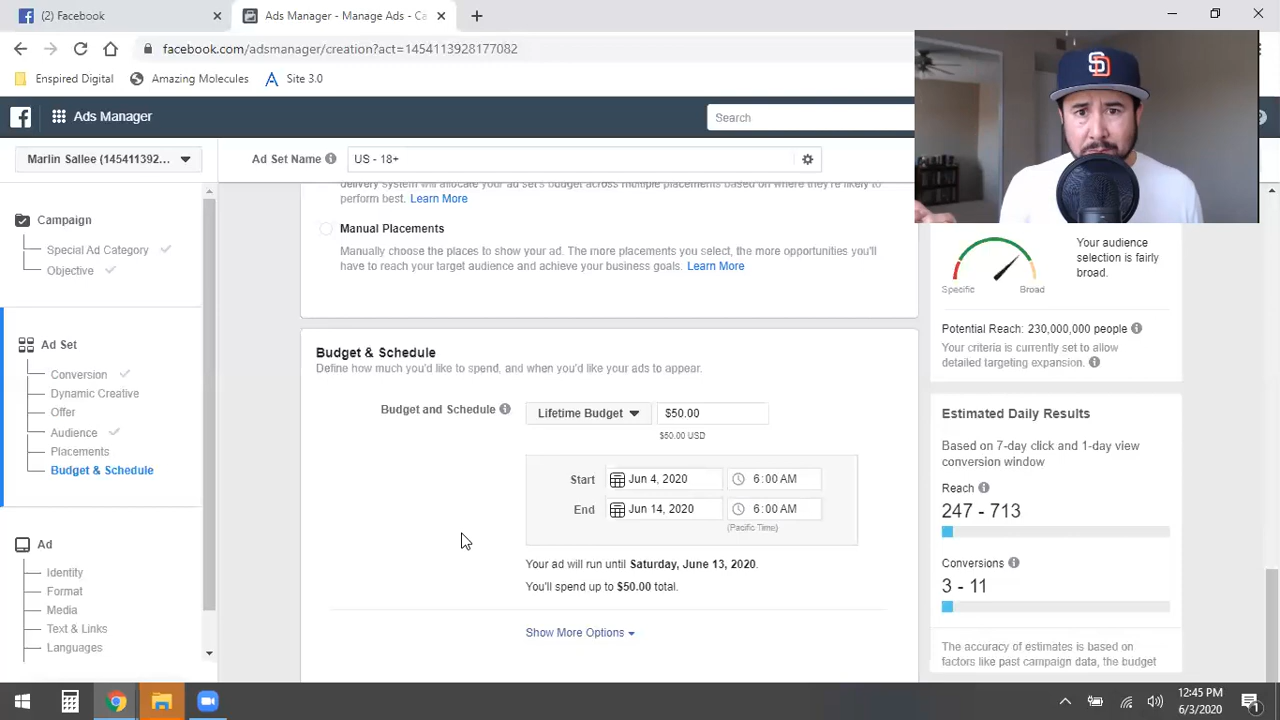 (2) Facebook
Ads Manager - Manage Ads - Ca
facebook.com/adsmanager/creation?act=1454113928177082
Enspired Digital
Amazing Molecules
Site 3.0
Ads Manager
Search
Marlin Sallee (145411392...
Ad Set Name
US - 18+
Campaign
Special Ad Category
Objective
Ad Set
Conversion
Dynamic Creative
Offer
Audience
Placements
Budget & Schedule
Ad
Identity
Format
Media
Text & Links
Languages
delivery system will allocate your ad set's budget across multiple placements based on where they're likely to
perform best. Learn More
Manual Placements
Manually choose the places to show your ad. The more placements you select, the more opportunities you'll
have to reach your target audience and achieve your business goals. Learn More
Budget & Schedule
Define how much you'd like to spend, and when you'd like your ads to appear.
Budget and Schedule
Lifetime Budget
$50.00
$50.00 USD
Start
Jun 4, 2020
6:00 AM
End
Jun 14, 2020
6:00 AM
(Pacific Time)
Your ad will run until Saturday, June 13, 2020.
You'll spend up to $50.00 total.
Show More Options
SD
Your audience
selection is fairly
broad.
Specific
Broad
Potential Reach: 230,000,000 people
Your criteria is currently set to allow
detailed targeting expansion.
Estimated Daily Results
Based on 7-day click and 1-day view
conversion window
Reach
247 - 713
Conversions
3 - 11
The accuracy of estimates is based on
factors like past campaign data, the budget
12:45 PM
6/3/2020
1